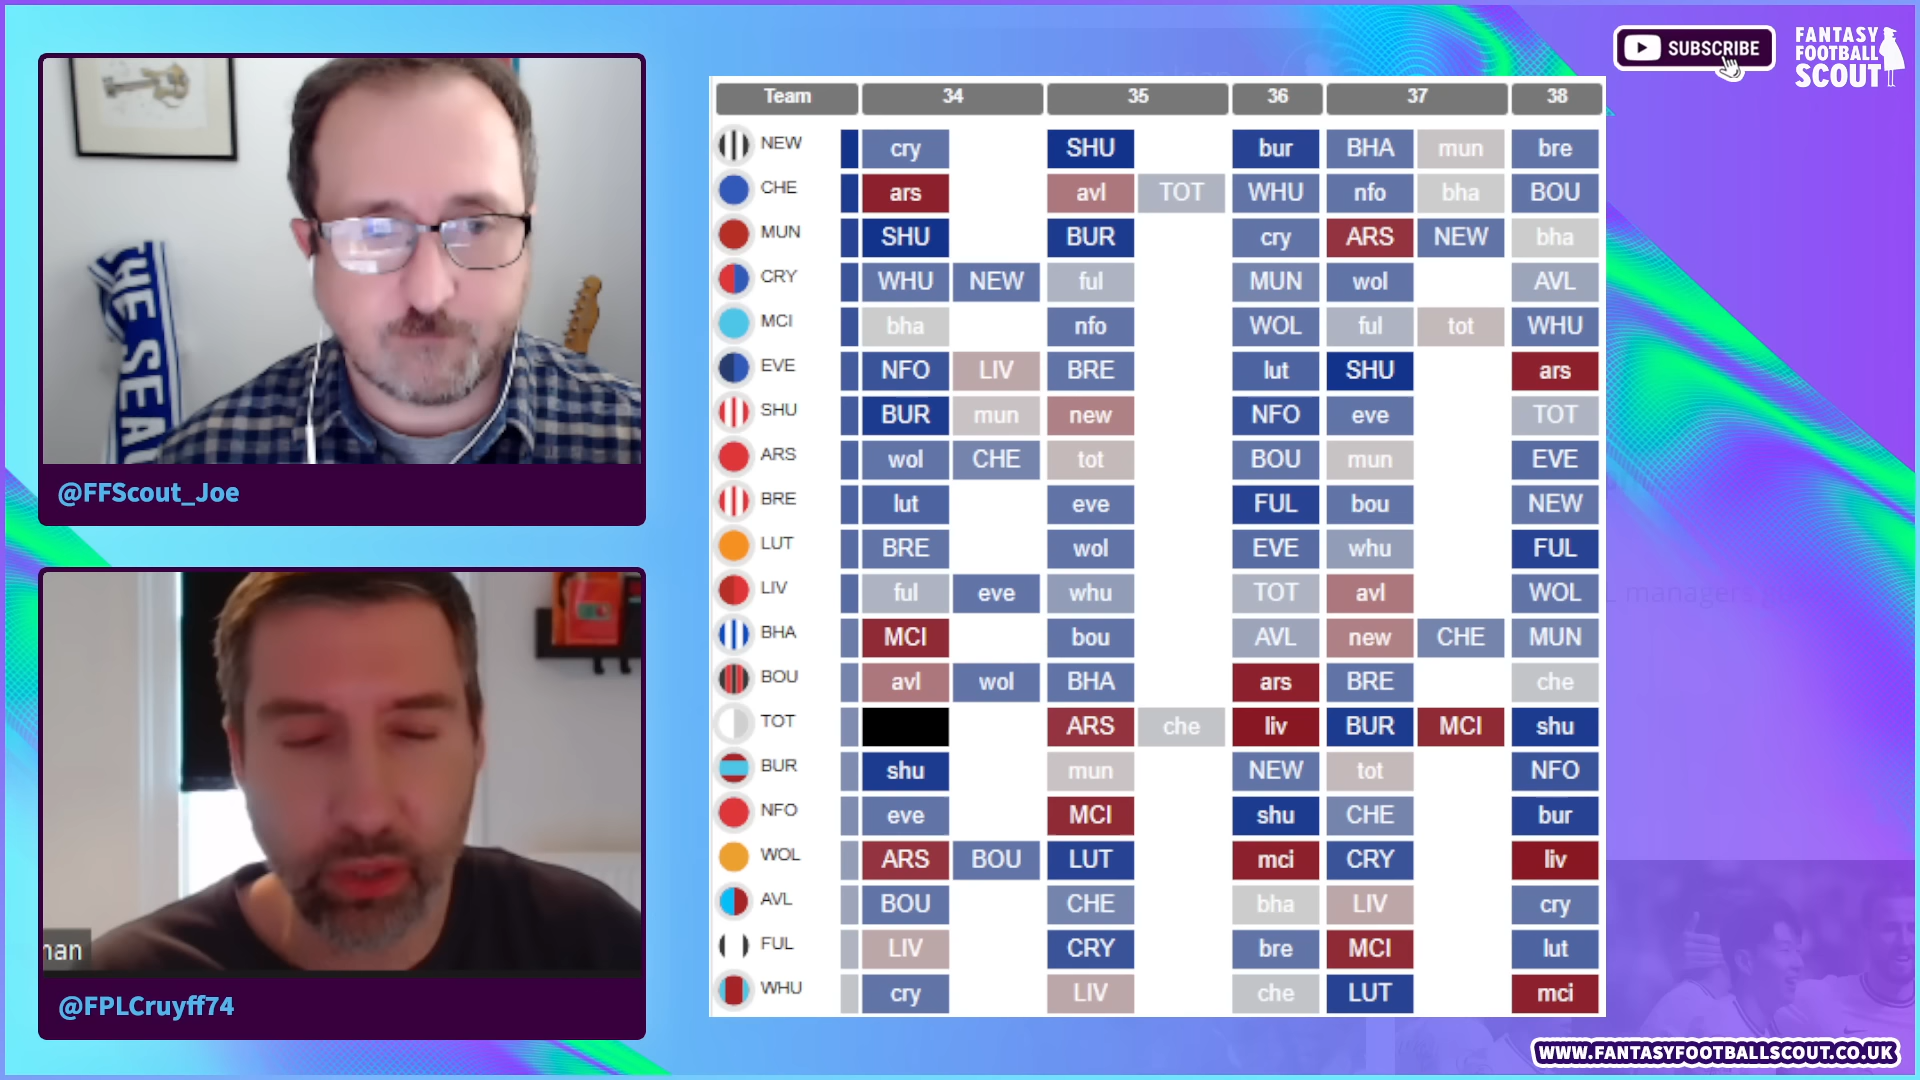 SUBSCRIBE
FANTASY
FOOTBALL
SCOUT
THE SEA
@FFScout_Joe
@FPLCruyff74
Team 34 35 36 37 38
NEW cry SHU bur BHA mun bre
CHE ars avl TOT WHU nfo bha BOU
MUN SHU BUR cry ARS NEW bha
CRY WHU NEW ful MUN wol AVL
MCI bha nfo WOL ful tot WHU
EVE NFO LIV BRE lut SHU ars
SHU BUR mun new NFO eve TOT
ARS wol CHE tot BOU mun EVE
BRE lut eve FUL bou NEW
LUT BRE wol EVE whu FUL
LIV ful eve whu TOT avl WOL
BHA MCI bou AVL new CHE MUN
BOU avl wol BHA ars BRE che
TOT ARS che liv BUR MCI shu
BUR shu mun NEW tot NFO
NFO eve MCI shu CHE bur
WOL ARS BOU LUT mci CRY liv
AVL BOU CHE bha LIV cry
FUL LIV CRY bre MCI lut
WHU cry LIV che LUT mci
WWW.FANTASYFOOTBALLSCOUT.CO.UK